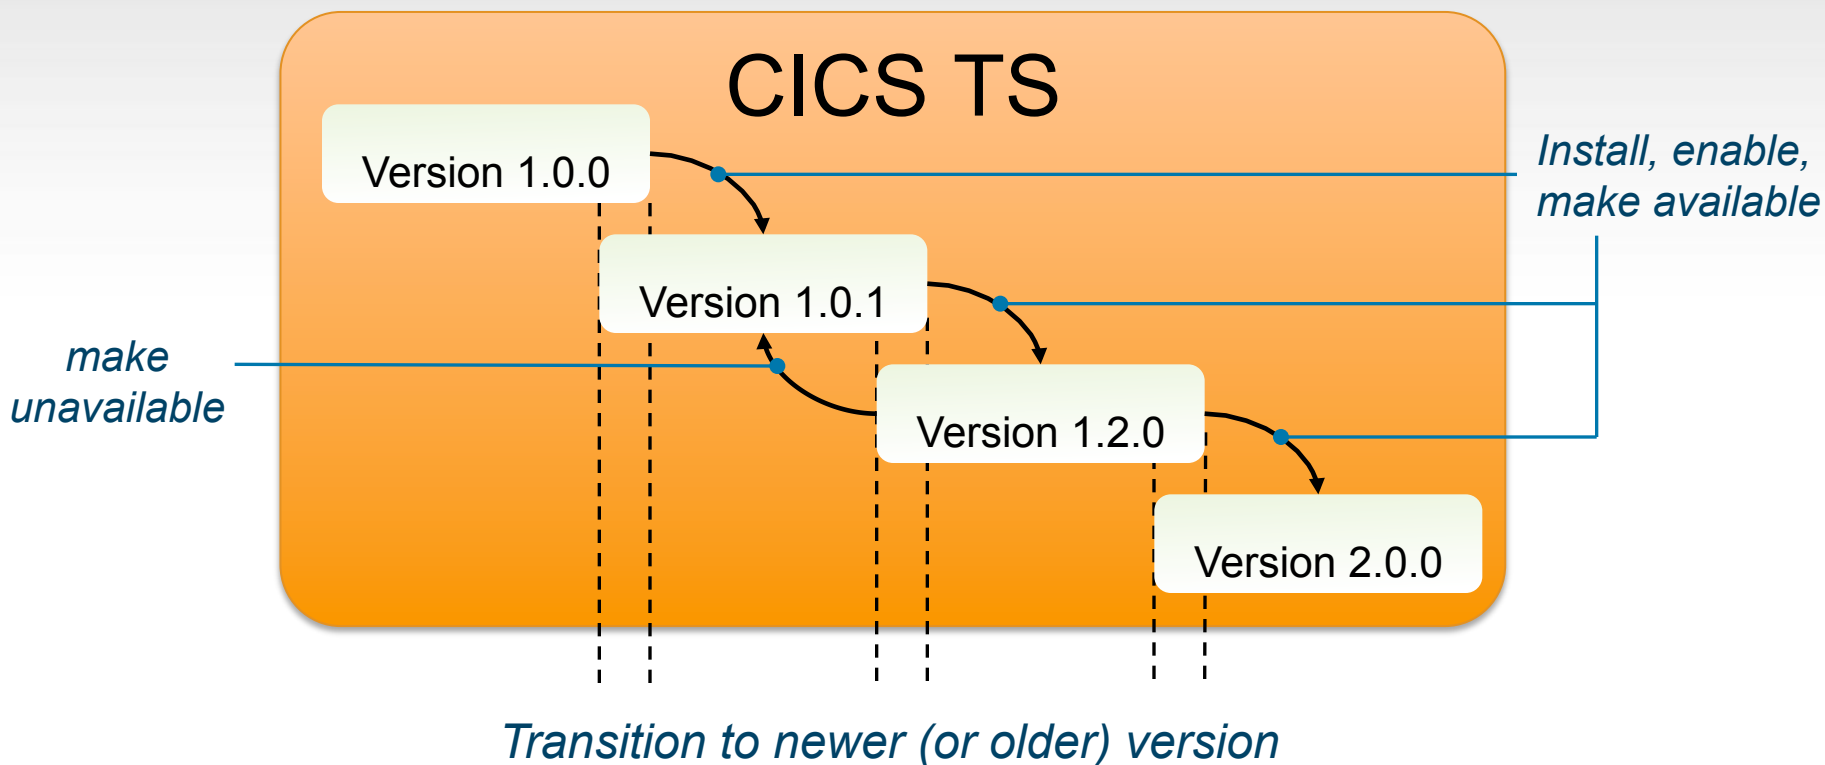 CICS TS
Version 1.0.0
Install, enable,
make available
Version 1.0.1
make
unavailable
Version 1.2.0
Version 2.0.0
Transition to newer (or older) version